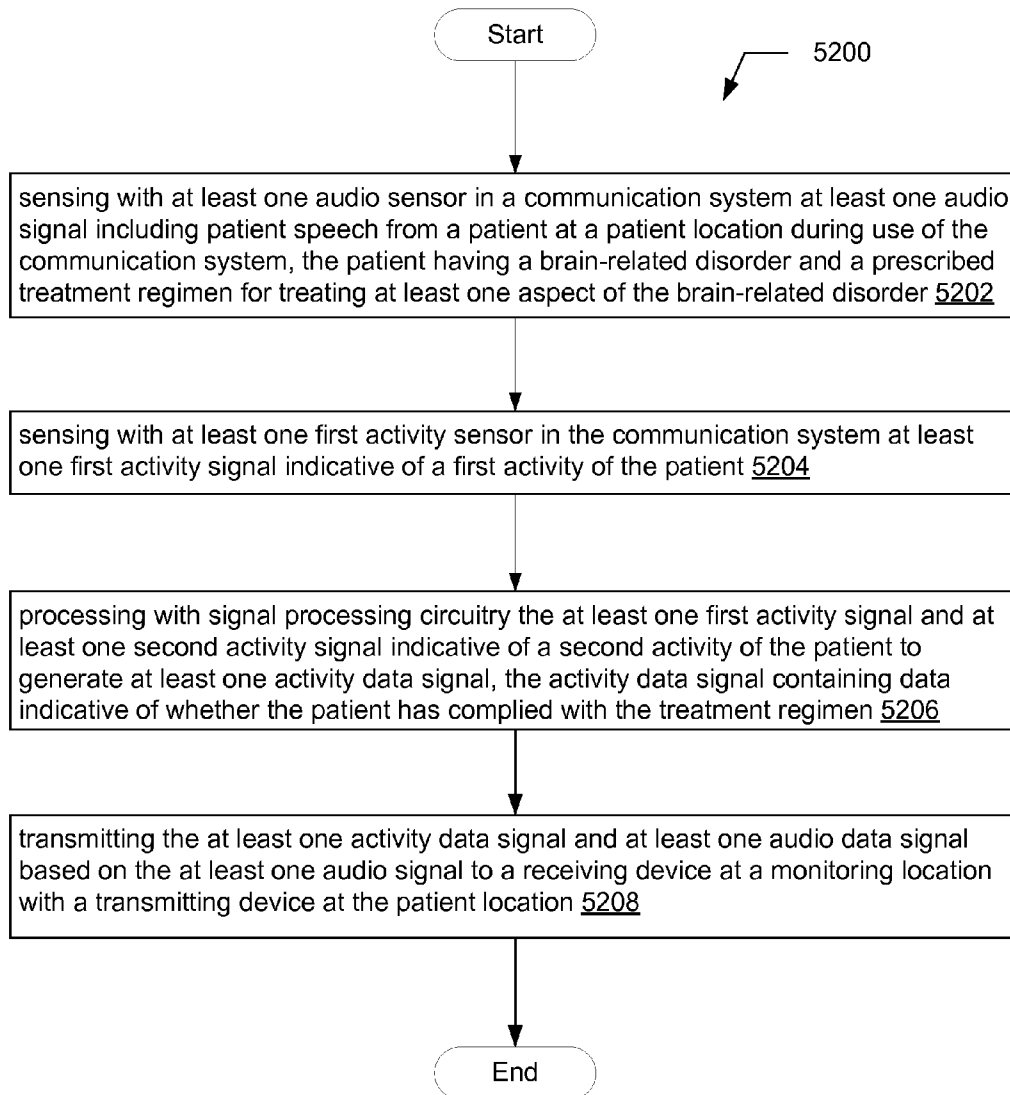 Start
5200
sensing with at least one audio sensor in a communication system at least one audio
signal including patient speech from a patient at a patient location during use of the
communication system, the patient having a brain-related disorder and a prescribed
treatment regimen for treating at least one aspect of the brain-related disorder 5202
sensing with at least one first activity sensor in the communication system at least
one first activity signal indicative of a first activity of the patient 5204
processing with signal processing circuitry the at least one first activity signal and at
least one second activity signal indicative of a second activity of the patient to
generate at least one activity data signal, the activity data signal containing data
indicative of whether the patient has complied with the treatment regimen 5206
transmitting the at least one activity data signal and at least one audio data signal
based on the at least one audio signal to a receiving device at a monitoring location
with a transmitting device at the patient location 5208
End